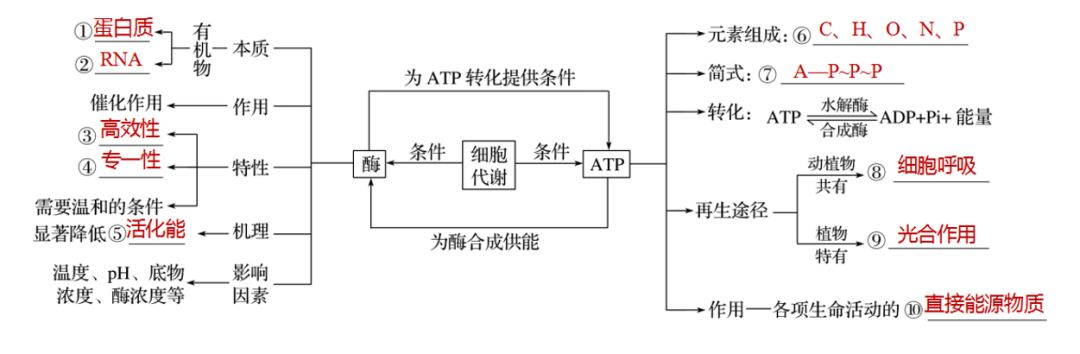 ①蛋白质
②RNA
有机物
本质
催化作用
作用
③高效性
④专一性
特性
需要温和的条件
显著降低⑤活化能
机理
温度、pH、底物
浓度、酶浓度等
影响
因素
为 ATP 转化提供条件
酶
条件
细胞
代谢
条件
ATP
为酶合成供能
元素组成：⑥ C、H、O、N、P
简式：⑦ A—P~P~P
转化： ATP 水解酶 ADP+Pi+ 能量
合成酶
再生途径
动植物
共有
⑧ 细胞呼吸
植物
特有
⑨ 光合作用
作用—各项生命活动的⑩直接能源物质